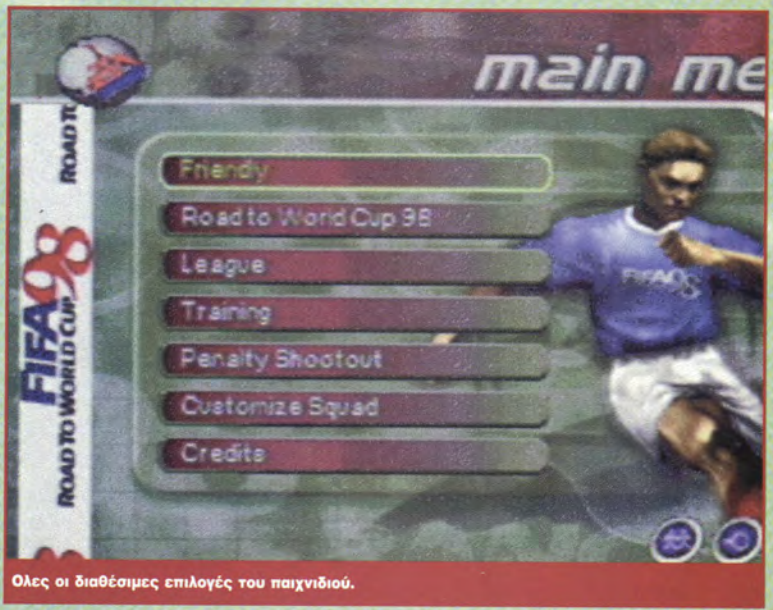 main me
ROAD TO
FIFA 98
ROAD TO WORLD CUP
Friendly
Road to World Cup 98
League
Training
Penalty Shootout
Customize Squad
Credits
FIFA 98
Ολες οι διαθέσιμες επιλογές του παιχνιδιού.